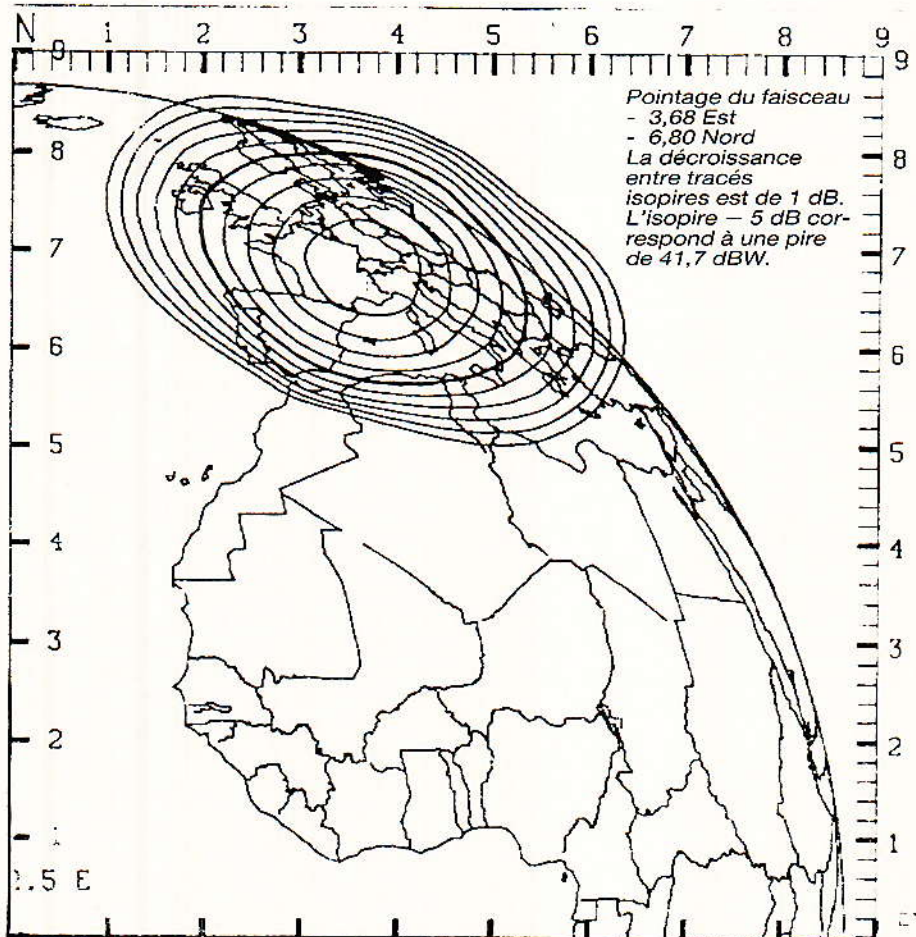 N 1 2 3 4 5 6 7 8 9
9 9
Pointage du faisceau
- 3,68 Est
- 6,80 Nord
La décroissance
entre tracés
isopires est de 1 dB.
L'isopire — 5 dB cor-
respond à une pire
de 41,7 dBW.
8 8
7 7
6 6
5 5
4 4
3 3
2 2
1 1
.5 E